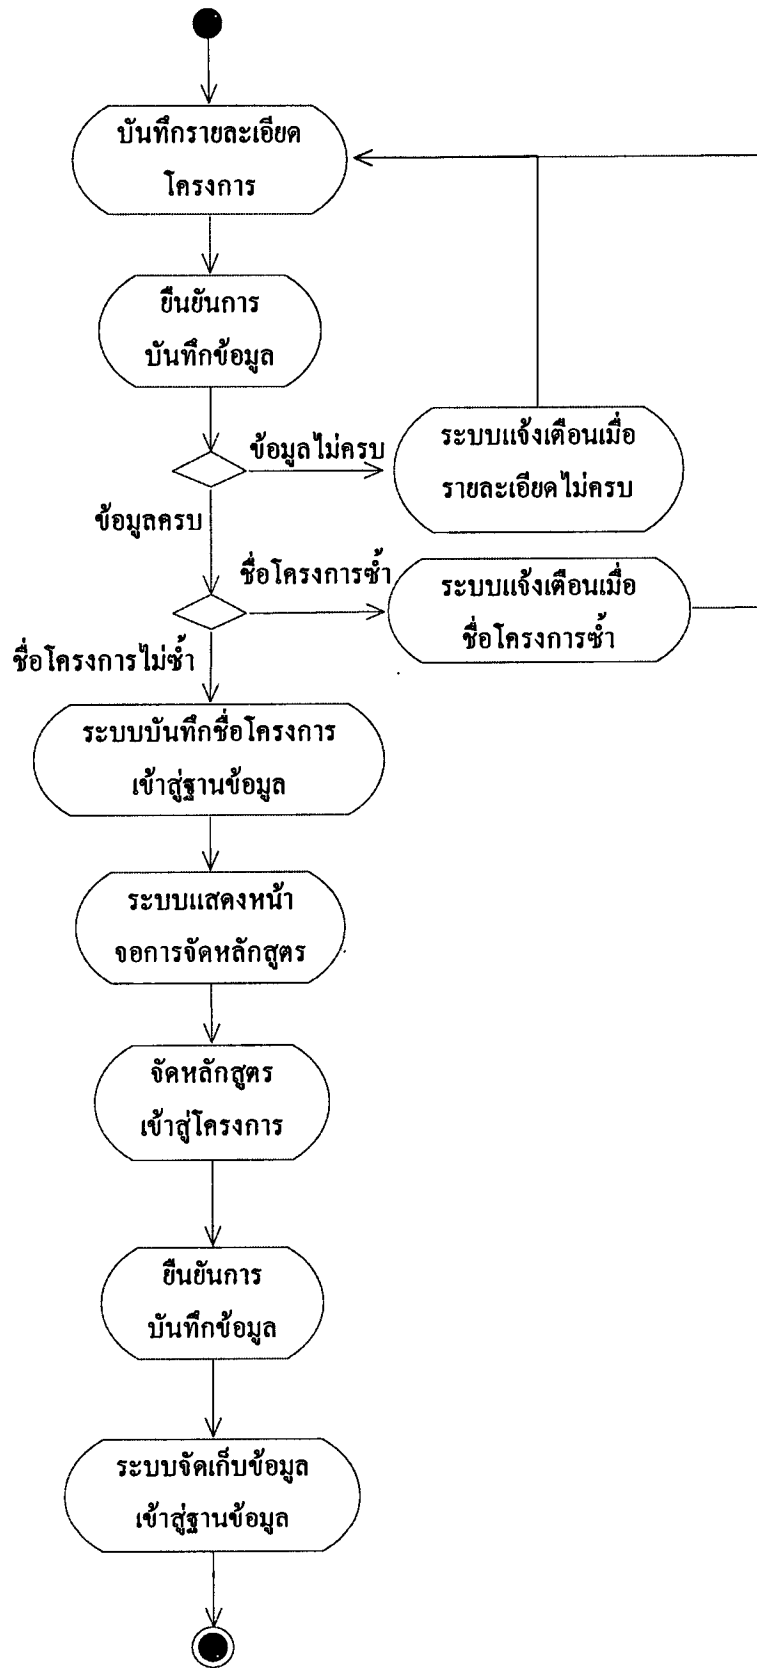 บันทึกรายละเอียด
โครงการ
ยืนยันการ
บันทึกข้อมูล
ข้อมูลไม่ครบ
ระบบแจ้งเตือนเมื่อ
รายละเอียดไม่ครบ
ข้อมูลครบ
ชื่อโครงการซ้ำ
ระบบแจ้งเตือนเมื่อ
ชื่อโครงการซ้ำ
ชื่อโครงการไม่ซ้ำ
ระบบบันทึกชื่อโครงการ
เข้าสู่ฐานข้อมูล
ระบบแสดงหน้า
จอการจัดหลักสูตร
จัดหลักสูตร
เข้าสู่โครงการ
ยืนยันการ
บันทึกข้อมูล
ระบบจัดเก็บข้อมูล
เข้าสู่ฐานข้อมูล